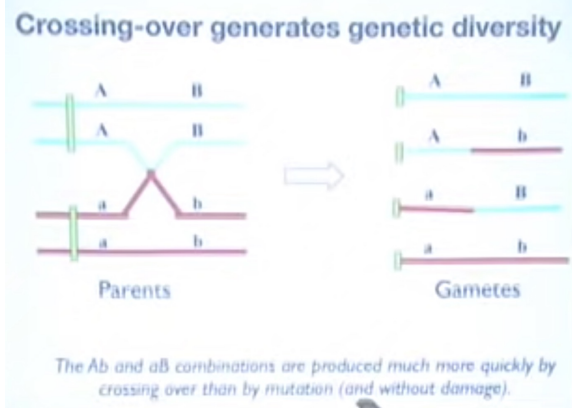 Crossing-over generates genetic diversity
A B
A B
a b
a b
Parents
A B
A b
a B
a b
Gametes
The Ab and aB combinations are produced much more quickly by
crossing over than by mutation (and without damage).